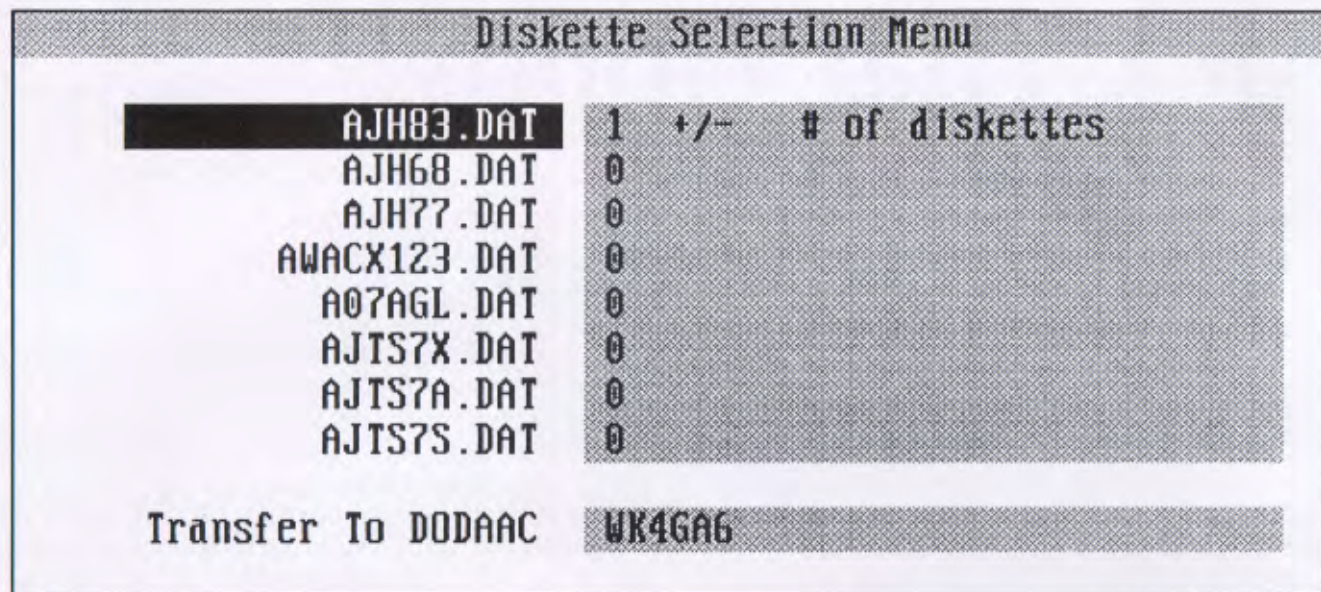 Diskette Selection Menu
AJH83.DAT 1 +/- # of diskettes
AJH68.DAT 0
AJH77.DAT 0
AWACX123.DAT 0
A07AGL.DAT 0
AJTS7X.DAT 0
AJTS7A.DAT 0
AJTS7S.DAT 0
Transfer To DODAAC WK4GA6